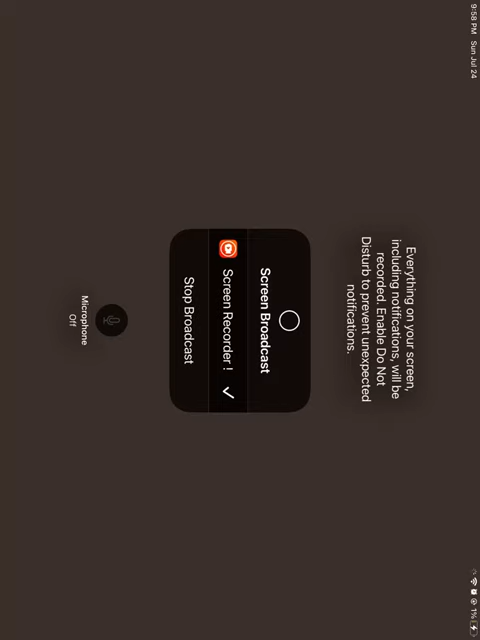 9:58 PM Sun Jul 24
1%
Everything on your screen,
including notifications, will be
recorded. Enable Do Not
Disturb to prevent unexpected
notifications.
Screen Broadcast
Screen Recorder !
Stop Broadcast
Microphone
Off